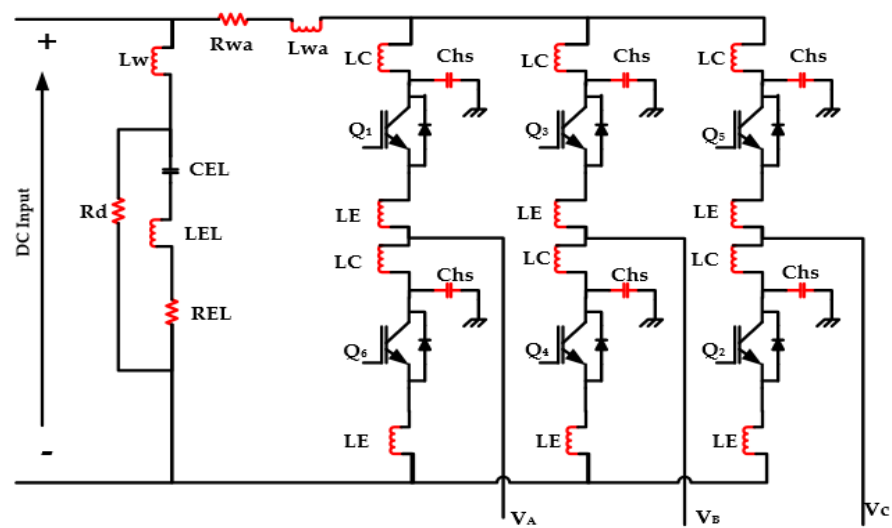 +
Rwa
Lwa
Lw
LC
Chs
LC
Chs
LC
Chs
Q1
Q3
Q5
CEL
Rd
LEL
DC Input
LE
LE
LE
LC
Chs
LC
Chs
LC
Chs
REL
Q6
Q4
Q2
LE
LE
LE
-
VA
VB
VC